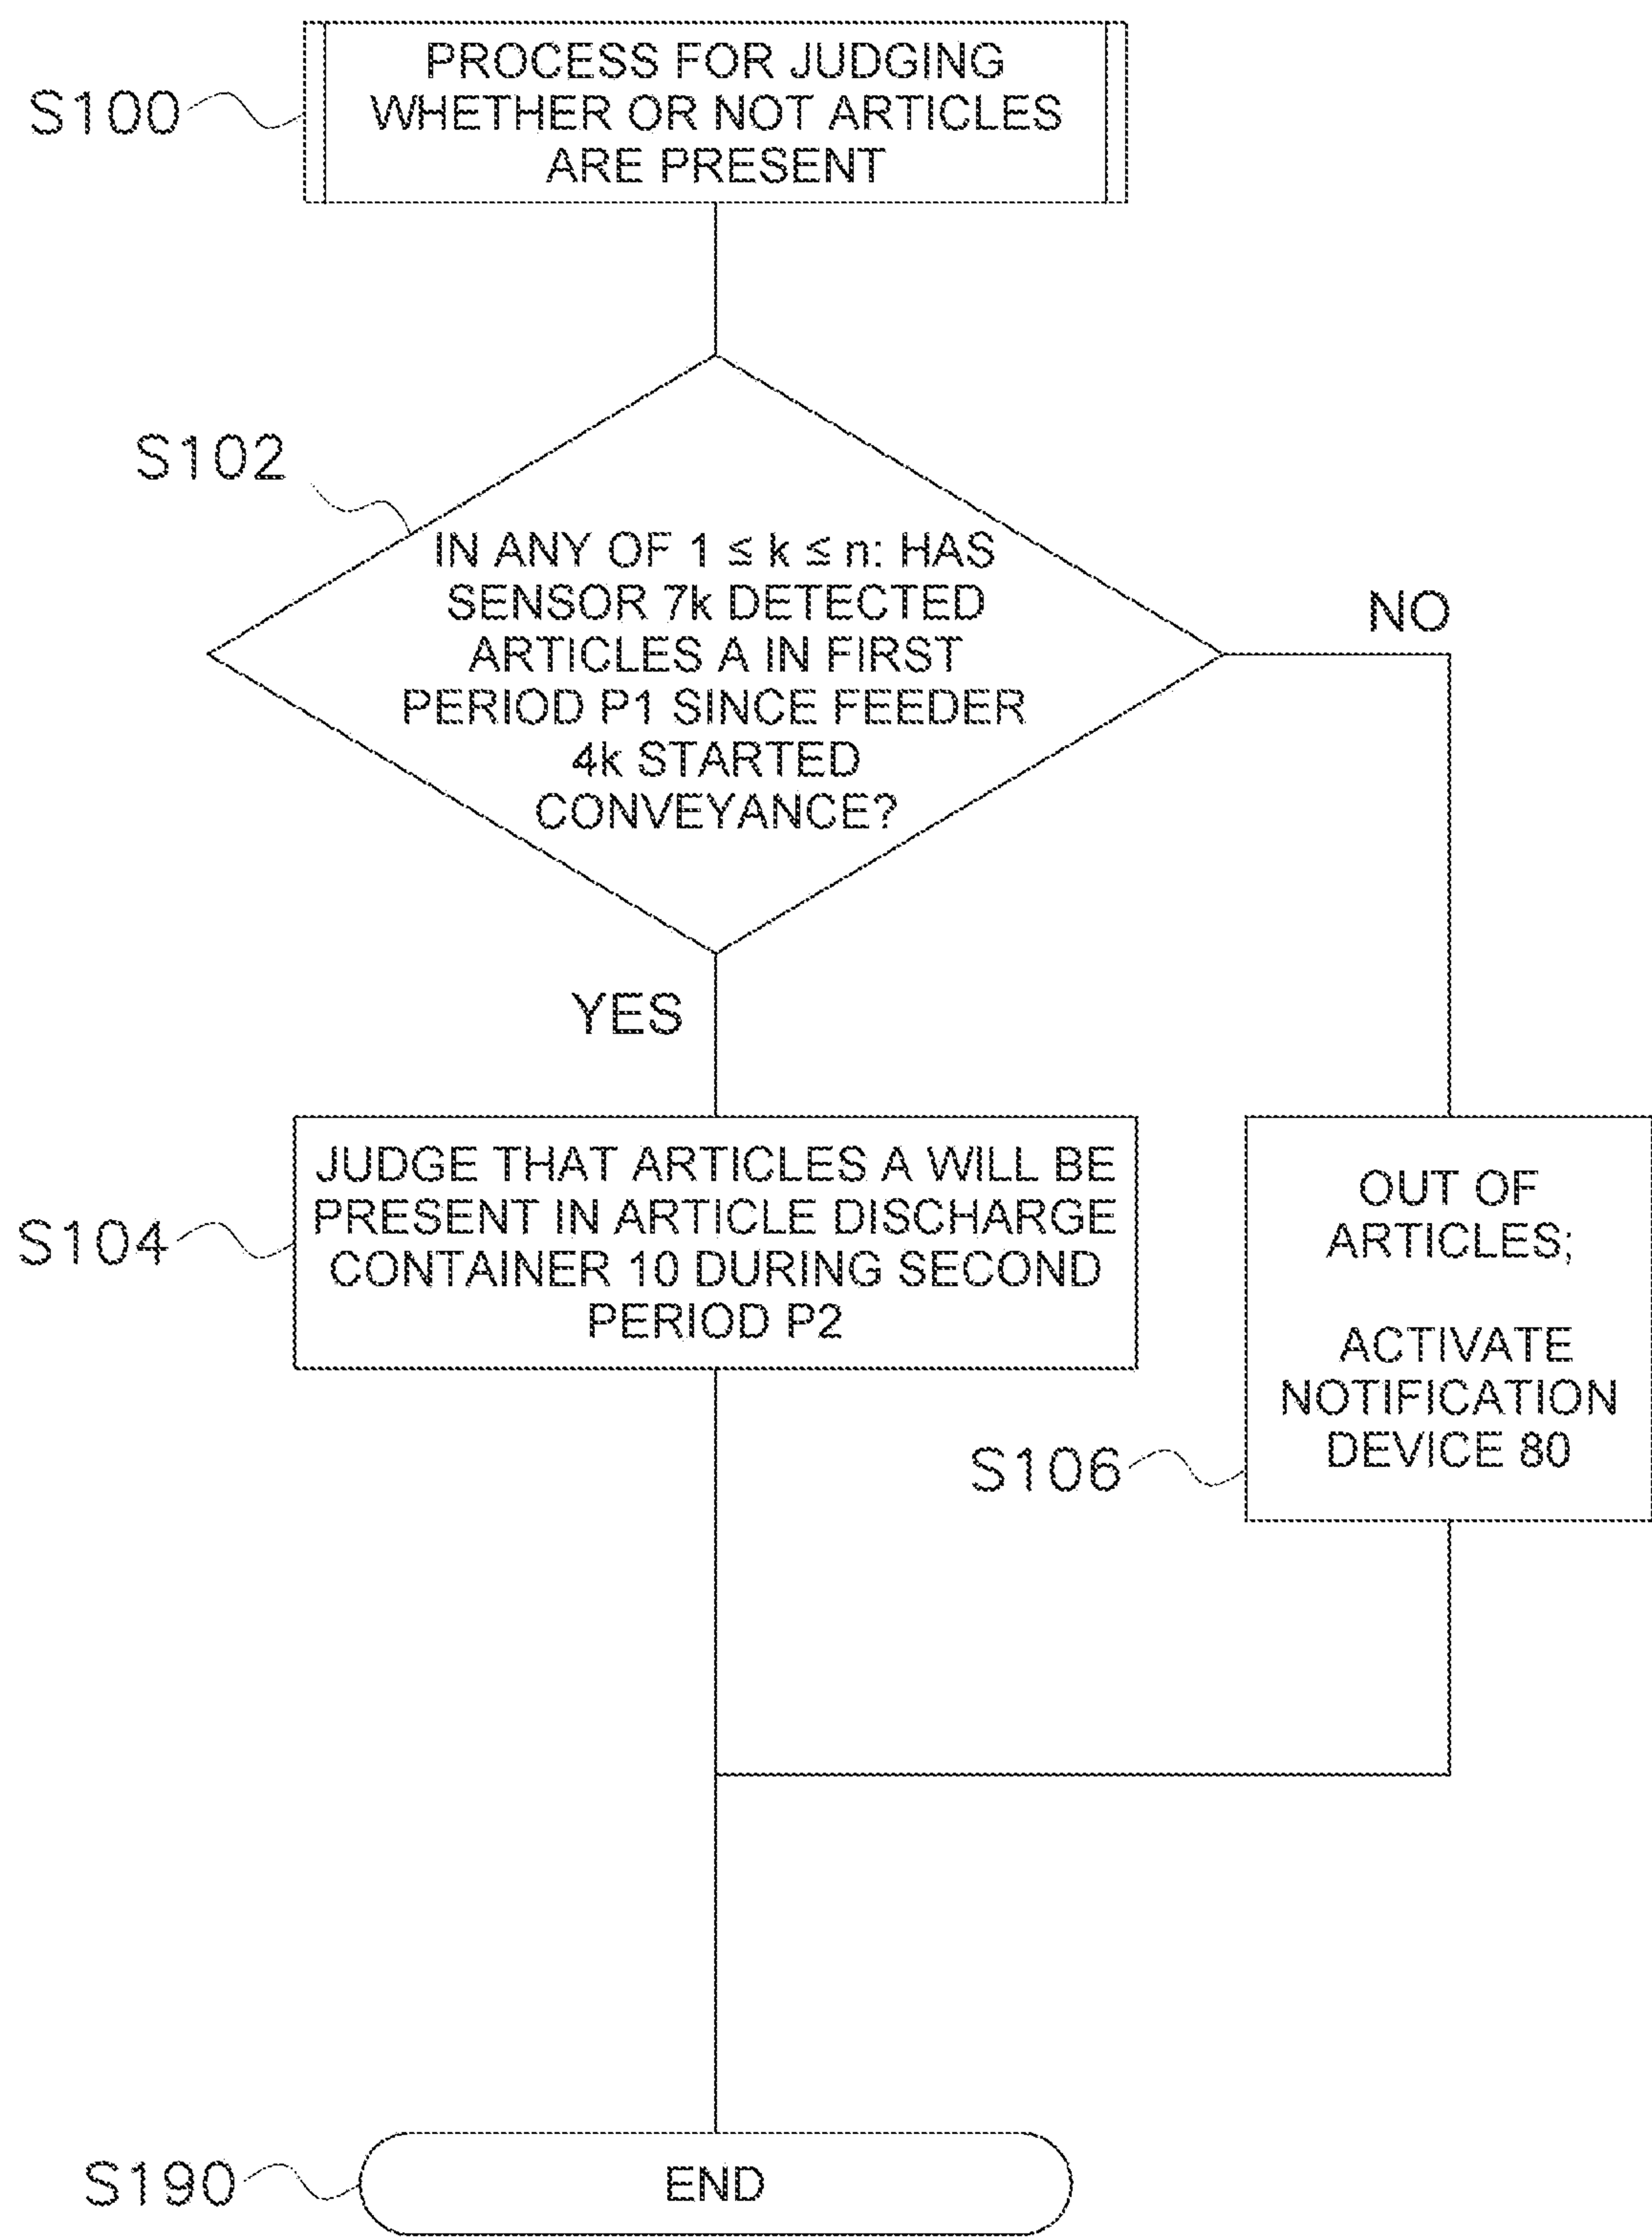 S100
PROCESS FOR JUDGING
WHETHER OR NOT ARTICLES
ARE PRESENT
S102
IN ANY OF 1 ≤ k ≤ n: HAS
SENSOR 7k DETECTED
ARTICLES A IN FIRST
PERIOD P1 SINCE FEEDER
4k STARTED
CONVEYANCE?
NO
YES
S104
JUDGE THAT ARTICLES A WILL BE
PRESENT IN ARTICLE DISCHARGE
CONTAINER 10 DURING SECOND
PERIOD P2
S106
OUT OF
ARTICLES;
ACTIVATE
NOTIFICATION
DEVICE 80
S190
END